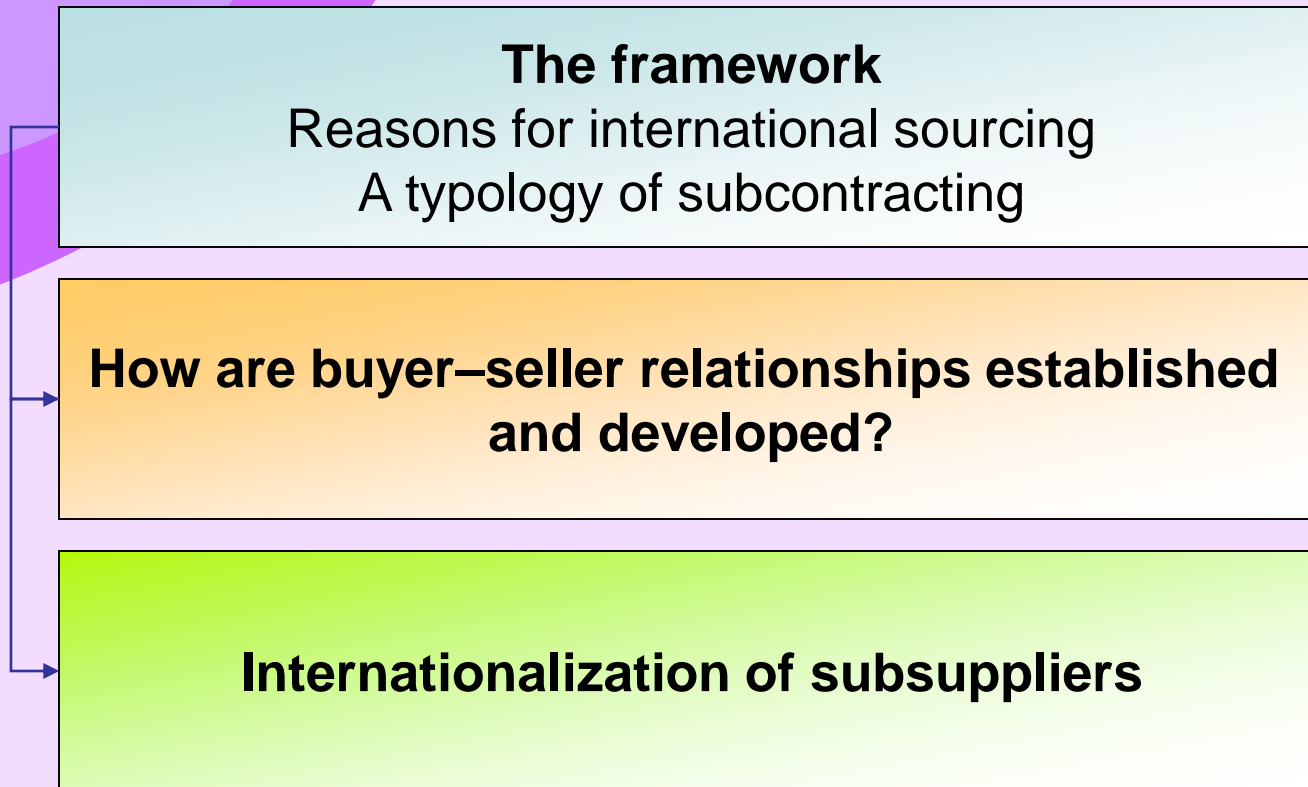 The framework
Reasons for international sourcing
A typology of subcontracting
How are buyer–seller relationships established
and developed?
Internationalization of subsuppliers